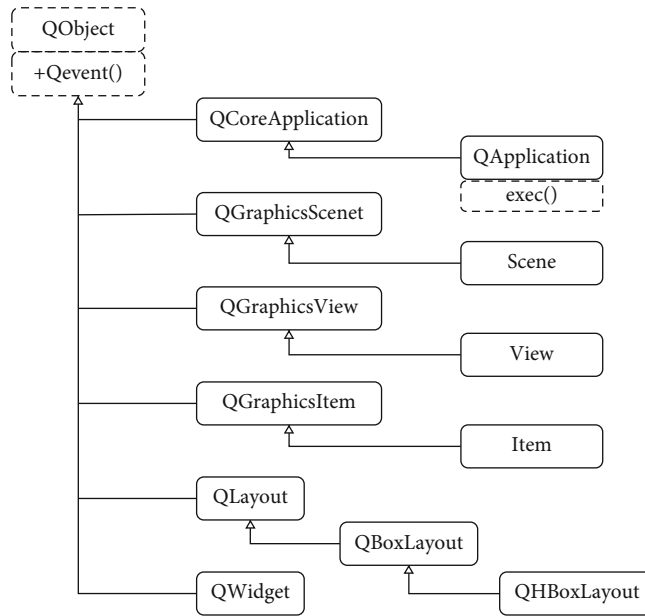 QObject
+Qevent()
QCoreApplication
QApplication
exec()
QGraphicsScenet
Scene
QGraphicsView
View
QGraphicsItem
Item
QLayout
QBoxLayout
QWidget
QHBoxLayout